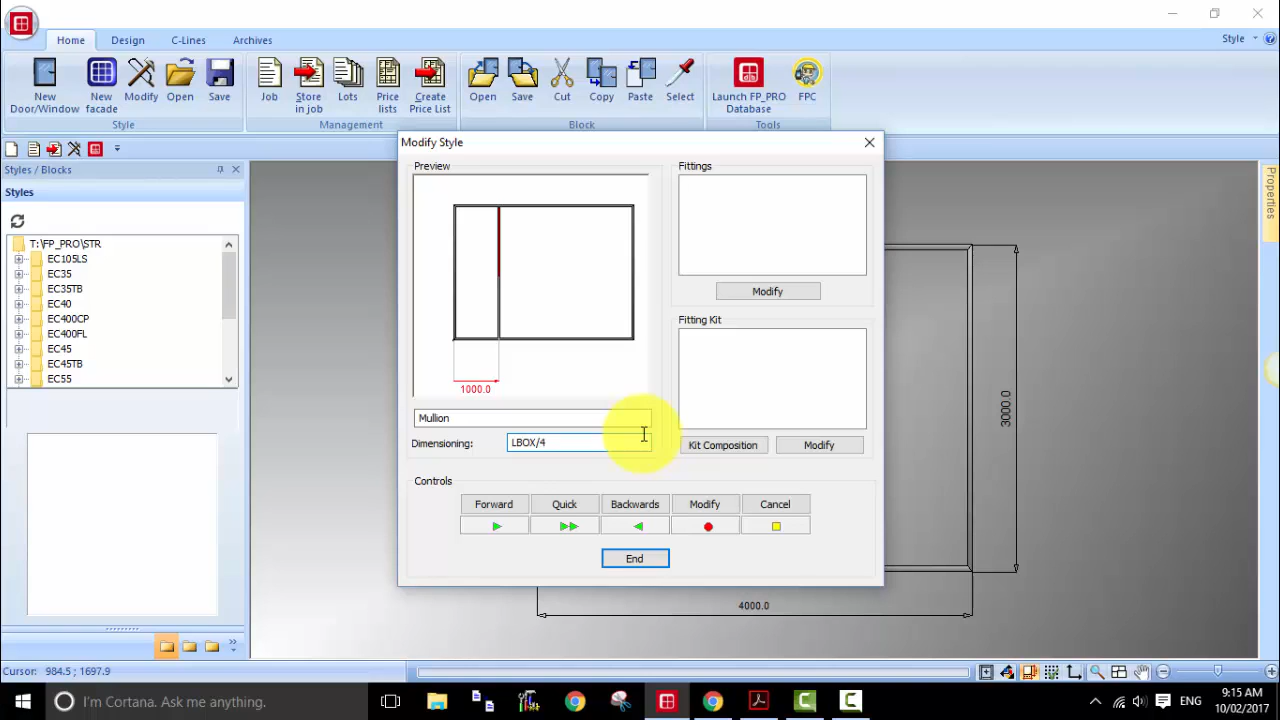 Home
Design
C-Lines
Archives
Style
New Door/Window
New facade
Modify
Open
Save
Job
Store in job
Lots
Price lists
Create Price List
Open
Save
Cut
Copy
Paste
Select
Launch FP_PRO Database
FPC
Style
Management
Block
Tools
Styles / Blocks
Styles
T:\FP_PRO\STR
EC105LS
EC35
EC35TB
EC40
EC400CP
EC400FL
EC45
EC45TB
EC55
Modify Style
Preview
1000.0
Mullion
Dimensioning:
LBOX/4
Fittings
Modify
Fitting Kit
Kit Composition
Modify
Controls
Forward
Quick
Backwards
Modify
Cancel
End
3000.0
4000.0
Properties
Cursor: 984.5 ; 1697.9
I'm Cortana. Ask me anything.
ENG
9:15 AM
10/02/2017